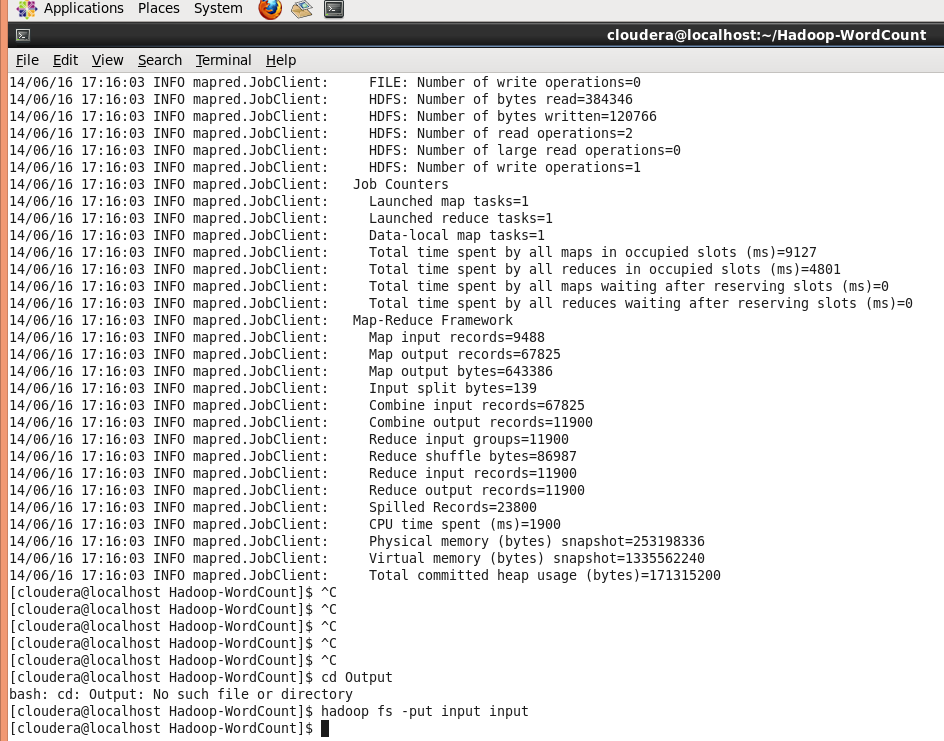 Applications Places System
cloudera@localhost:~/Hadoop-WordCount
File Edit View Search Terminal Help
14/06/16 17:16:03 INFO mapred.JobClient:     FILE: Number of write operations=0
14/06/16 17:16:03 INFO mapred.JobClient:     HDFS: Number of bytes read=384346
14/06/16 17:16:03 INFO mapred.JobClient:     HDFS: Number of bytes written=120766
14/06/16 17:16:03 INFO mapred.JobClient:     HDFS: Number of read operations=2
14/06/16 17:16:03 INFO mapred.JobClient:     HDFS: Number of large read operations=0
14/06/16 17:16:03 INFO mapred.JobClient:     HDFS: Number of write operations=1
14/06/16 17:16:03 INFO mapred.JobClient:   Job Counters
14/06/16 17:16:03 INFO mapred.JobClient:     Launched map tasks=1
14/06/16 17:16:03 INFO mapred.JobClient:     Launched reduce tasks=1
14/06/16 17:16:03 INFO mapred.JobClient:     Data-local map tasks=1
14/06/16 17:16:03 INFO mapred.JobClient:     Total time spent by all maps in occupied slots (ms)=9127
14/06/16 17:16:03 INFO mapred.JobClient:     Total time spent by all reduces in occupied slots (ms)=4801
14/06/16 17:16:03 INFO mapred.JobClient:     Total time spent by all maps waiting after reserving slots (ms)=0
14/06/16 17:16:03 INFO mapred.JobClient:     Total time spent by all reduces waiting after reserving slots (ms)=0
14/06/16 17:16:03 INFO mapred.JobClient:   Map-Reduce Framework
14/06/16 17:16:03 INFO mapred.JobClient:     Map input records=9488
14/06/16 17:16:03 INFO mapred.JobClient:     Map output records=67825
14/06/16 17:16:03 INFO mapred.JobClient:     Map output bytes=643386
14/06/16 17:16:03 INFO mapred.JobClient:     Input split bytes=139
14/06/16 17:16:03 INFO mapred.JobClient:     Combine input records=67825
14/06/16 17:16:03 INFO mapred.JobClient:     Combine output records=11900
14/06/16 17:16:03 INFO mapred.JobClient:     Reduce input groups=11900
14/06/16 17:16:03 INFO mapred.JobClient:     Reduce shuffle bytes=86987
14/06/16 17:16:03 INFO mapred.JobClient:     Reduce input records=11900
14/06/16 17:16:03 INFO mapred.JobClient:     Reduce output records=11900
14/06/16 17:16:03 INFO mapred.JobClient:     Spilled Records=23800
14/06/16 17:16:03 INFO mapred.JobClient:     CPU time spent (ms)=1900
14/06/16 17:16:03 INFO mapred.JobClient:     Physical memory (bytes) snapshot=253198336
14/06/16 17:16:03 INFO mapred.JobClient:     Virtual memory (bytes) snapshot=1335562240
14/06/16 17:16:03 INFO mapred.JobClient:     Total committed heap usage (bytes)=171315200
[cloudera@localhost Hadoop-WordCount]$ ^C
[cloudera@localhost Hadoop-WordCount]$ ^C
[cloudera@localhost Hadoop-WordCount]$ ^C
[cloudera@localhost Hadoop-WordCount]$ ^C
[cloudera@localhost Hadoop-WordCount]$ ^C
[cloudera@localhost Hadoop-WordCount]$ cd Output
bash: cd: Output: No such file or directory
[cloudera@localhost Hadoop-WordCount]$ hadoop fs -put input input
[cloudera@localhost Hadoop-WordCount]$